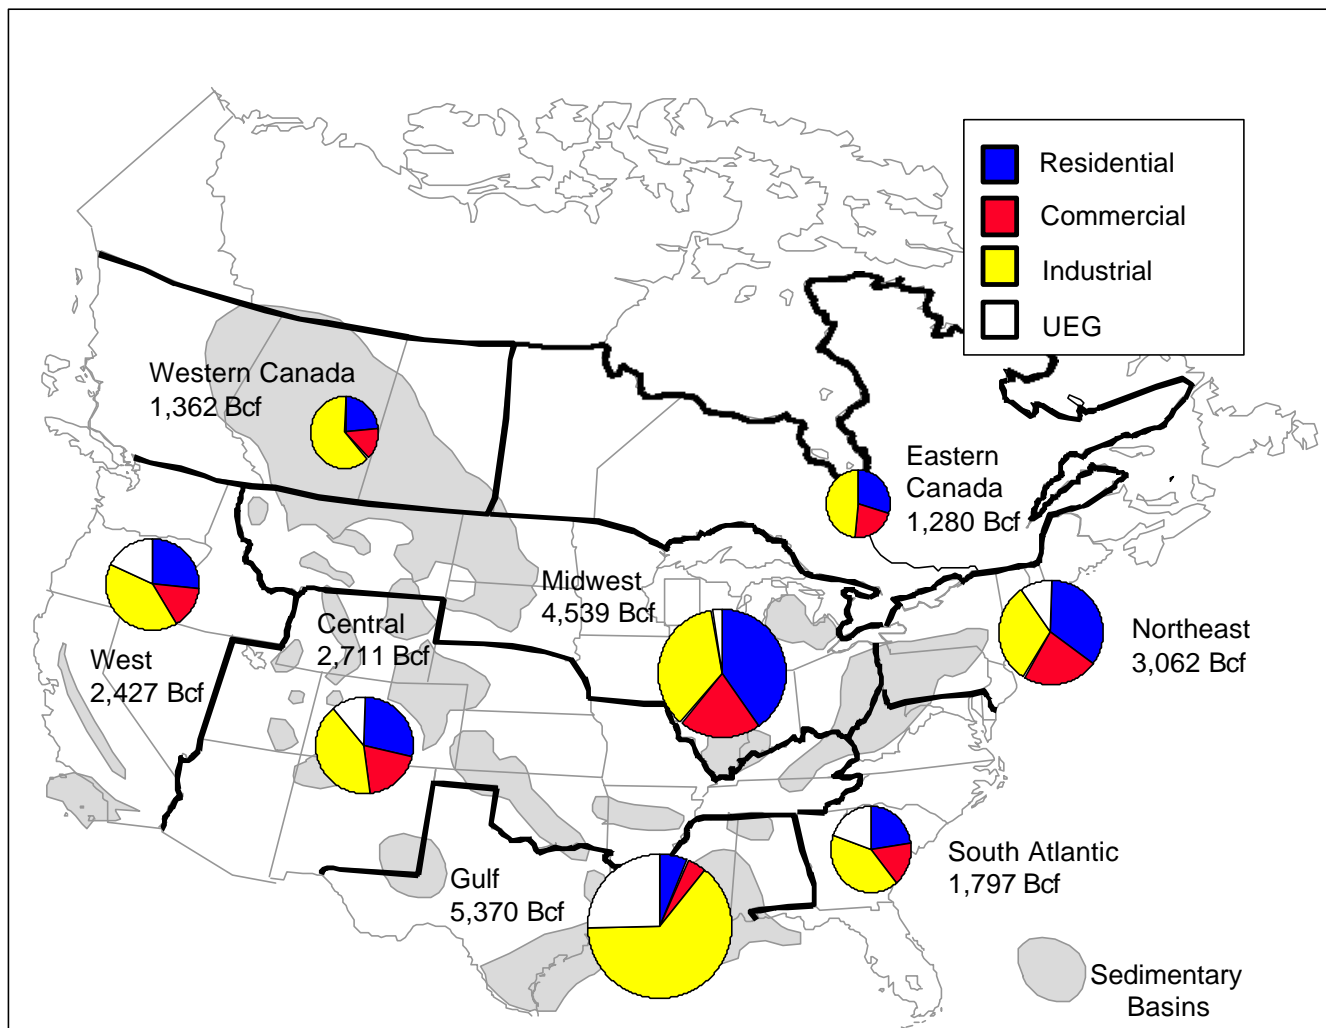 Residential
Commercial
Industrial
UEG
Western Canada
1,362 Bcf
Eastern
Canada
1,280 Bcf
Midwest
4,539 Bcf
Central
2,711 Bcf
West
2,427 Bcf
Northeast
3,062 Bcf
South Atlantic
1,797 Bcf
Gulf
5,370 Bcf
Sedimentary
Basins